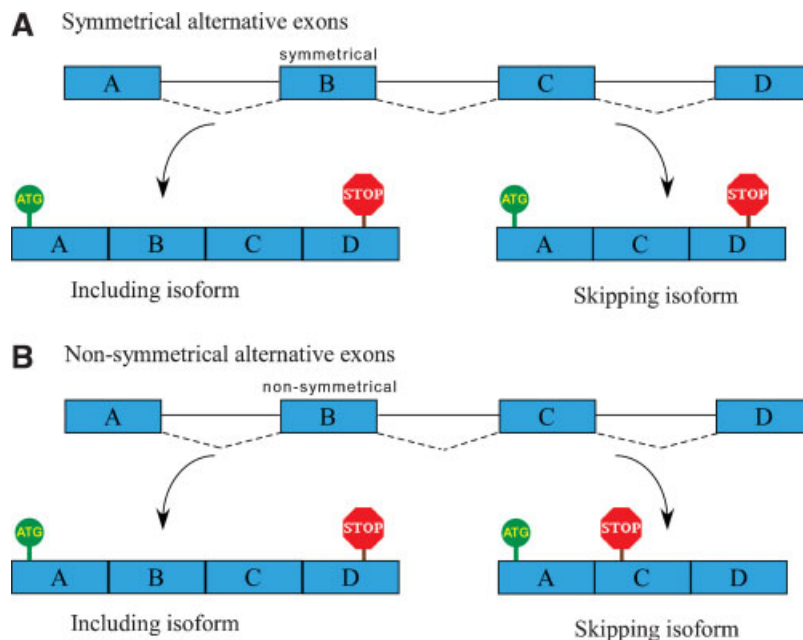 A Symmetrical alternative exons
symmetrical
A B C D
ATG STOP ATG STOP
A B C D A C D
Including isoform Skipping isoform
B Non-symmetrical alternative exons
non-symmetrical
A B C D
ATG STOP ATG STOP
A B C D A C D
Including isoform Skipping isoform